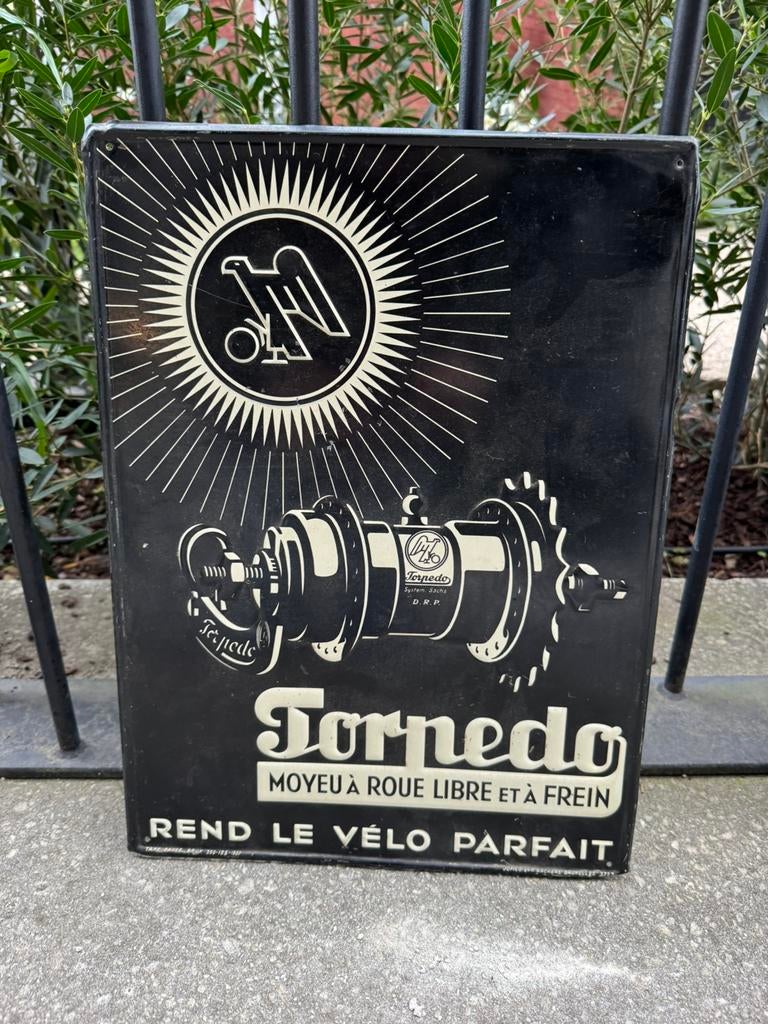 Torpedo
System. Sachs
D.R.P.
Torpedo
Torpedo
MOYEU À ROUE LIBRE ET À FREIN
REND LE VÉLO PARFAIT